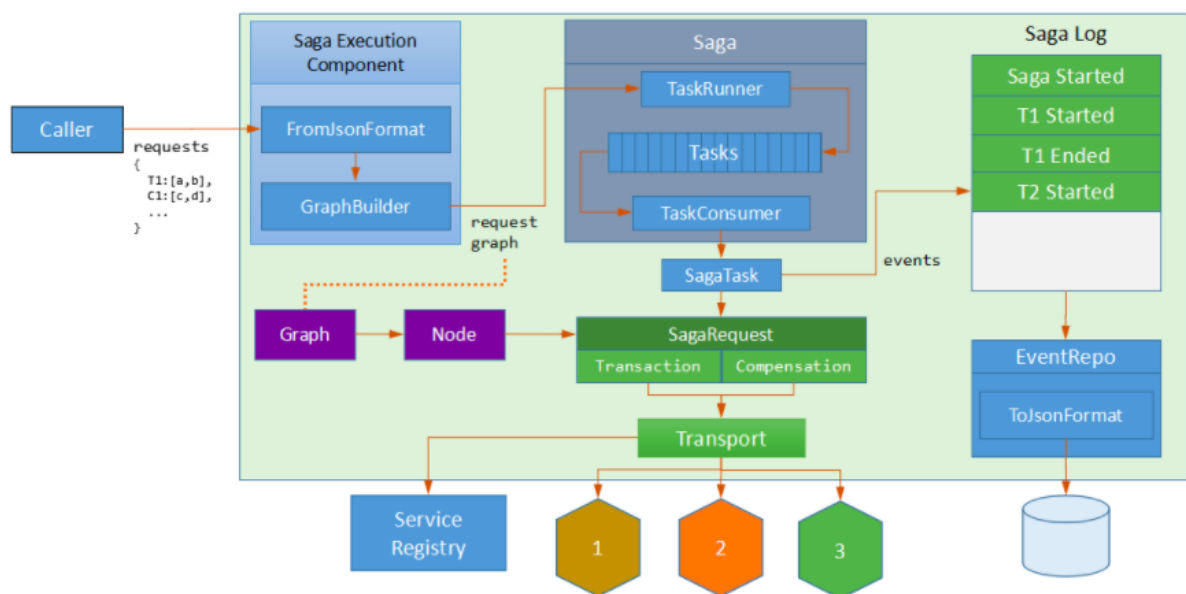 Saga Execution
Component
Saga
Saga Log
Saga Started
TaskRunner
Caller
FromJsonFormat
T1 Started
requests
{
T1:[a,b],
C1:[c,d],
...
}
Tasks
T1 Ended
GraphBuilder
TaskConsumer
T2 Started
request
graph
events
SagaTask
Graph
Node
SagaRequest
Transaction
Compensation
EventRepo
ToJsonFormat
Transport
Service
Registry
1
2
3